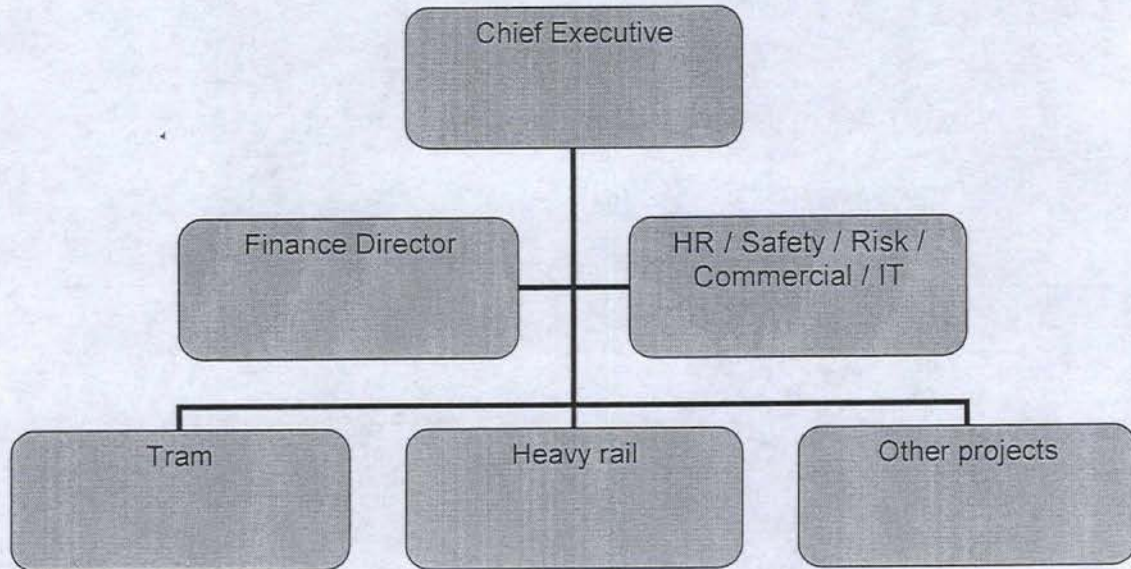 Chief Executive
Finance Director
HR / Safety / Risk /
Commercial / IT
Tram
Heavy rail
Other projects